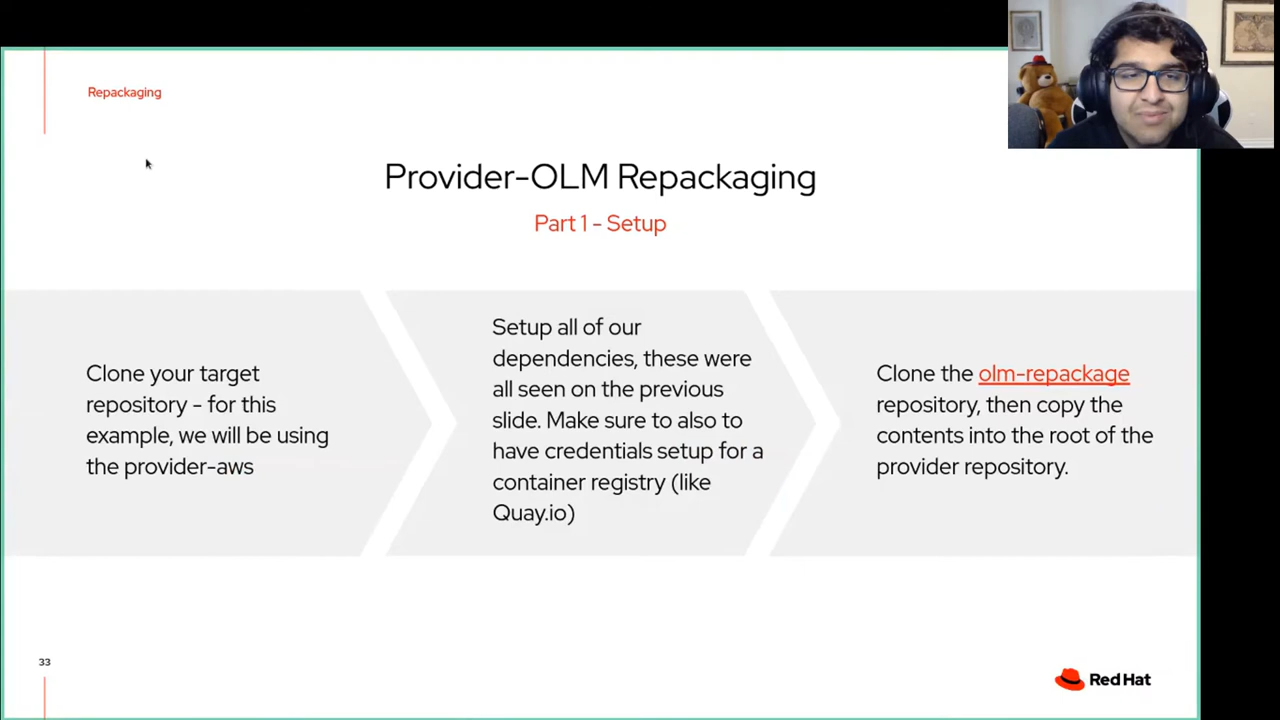 Repackaging
Provider-OLM Repackaging
Part 1 - Setup
Clone your target
repository - for this
example, we will be using
the provider-aws
Setup all of our
dependencies, these were
all seen on the previous
slide. Make sure to also to
have credentials setup for a
container registry (like
Quay.io)
Clone the olm-repackage
repository, then copy the
contents into the root of the
provider repository.
33
Red Hat